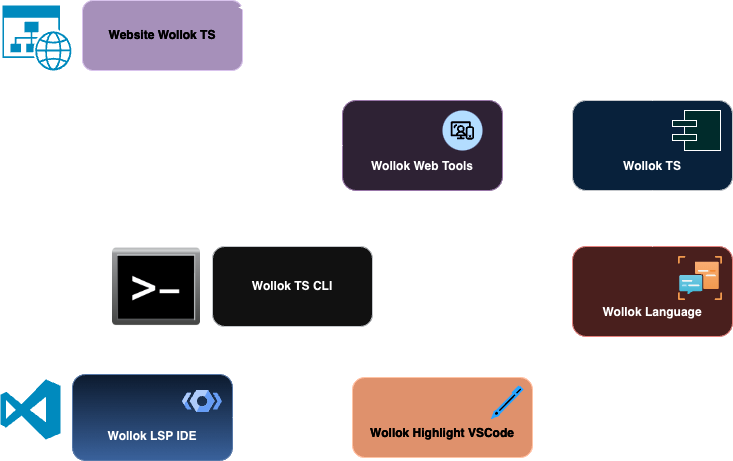 Website Wollok TS
Wollok Web Tools
Wollok TS
>_
Wollok TS CLI
Wollok Language
Wollok LSP IDE
Wollok Highlight VSCode